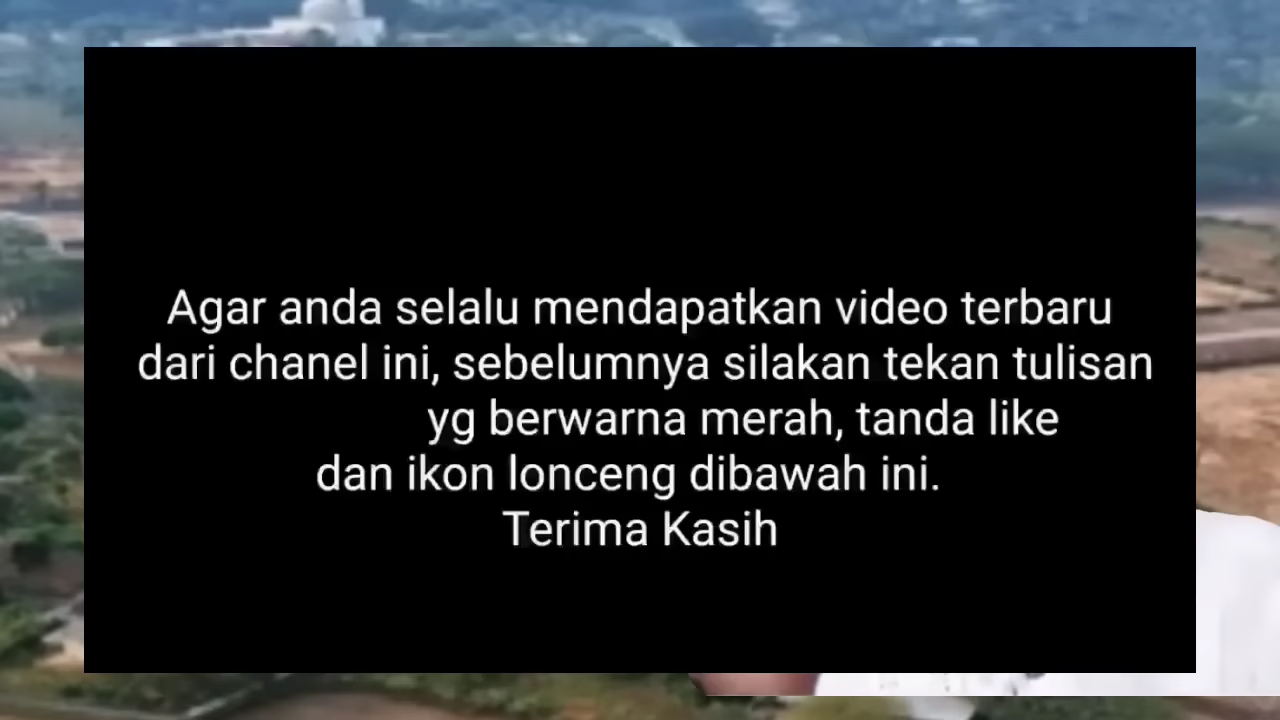 Agar anda selalu mendapatkan video terbaru
dari chanel ini, sebelumnya silakan tekan tulisan
yg berwarna merah, tanda like
dan ikon lonceng dibawah ini.
Terima Kasih